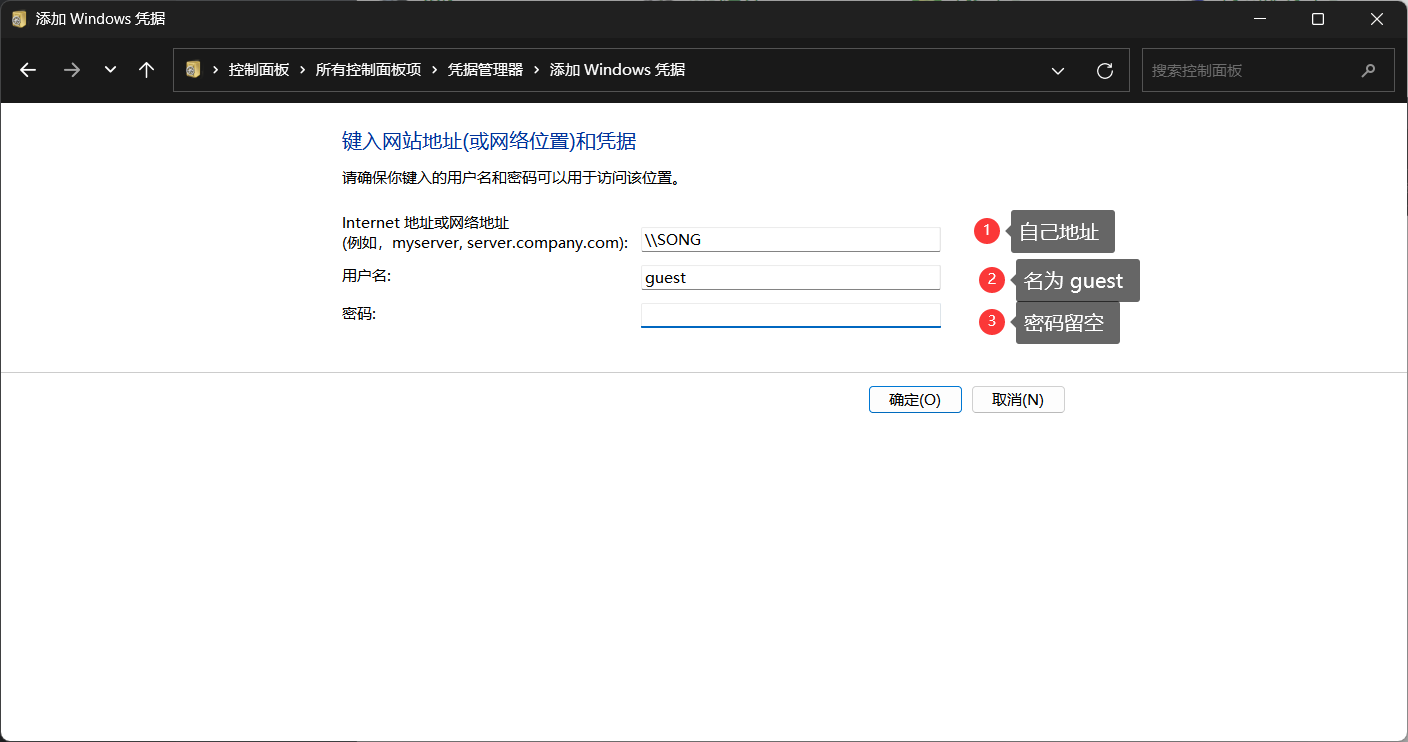 添加 Windows 凭据
控制面板 › 所有控制面板项 › 凭据管理器 › 添加 Windows 凭据
搜索控制面板
键入网站地址(或网络位置)和凭据
请确保你键入的用户名和密码可以用于访问该位置。
Internet 地址或网络地址
(例如，myserver, server.company.com):
\\SONG
1 自己地址
用户名:
guest
2 名为 guest
密码:
3 密码留空
确定(O)
取消(N)